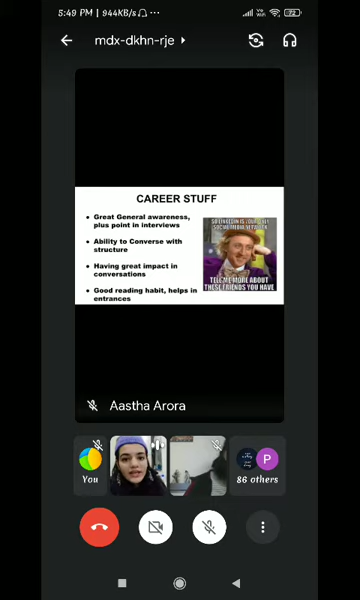 5:49 PM | 944KB/s
mdx-dkhn-rje
CAREER STUFF
Great General awareness,
plus point in interviews
Ability to Converse with
structure
Having great impact in
conversations
Good reading habit, helps in
entrances
SO LINKEDIN IS YOUR ONLY
SOCIAL MEDIA NETWORK
TELL ME MORE ABOUT
THESE FRIENDS YOU HAVE
Aastha Arora
You
P
86 others